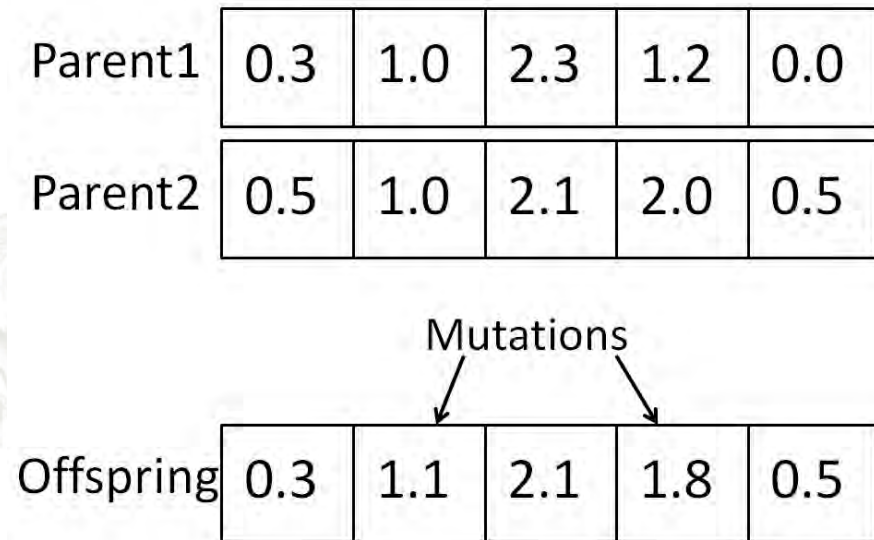 Parent1 0.3 1.0 2.3 1.2 0.0
Parent2 0.5 1.0 2.1 2.0 0.5
Mutations
Offspring 0.3 1.1 2.1 1.8 0.5